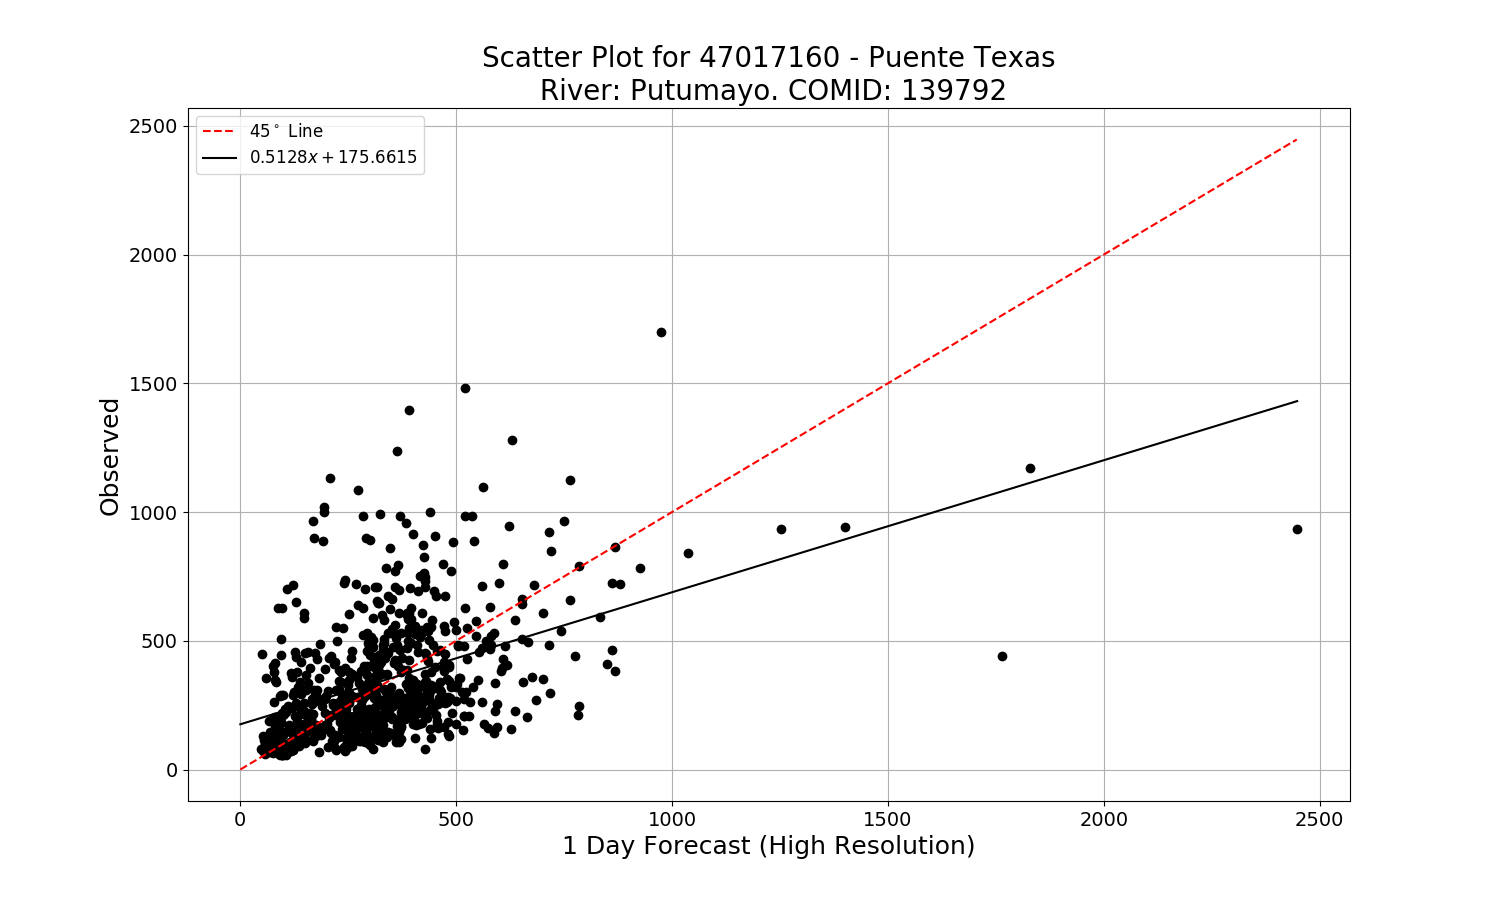 Scatter Plot for 47017160 - Puente Texas
River: Putumayo. COMID: 139792
45° Line
0.5128x + 175.6615
2500
2000
1500
1000
500
0
Observed
0 500 1000 1500 2000 2500
1 Day Forecast (High Resolution)